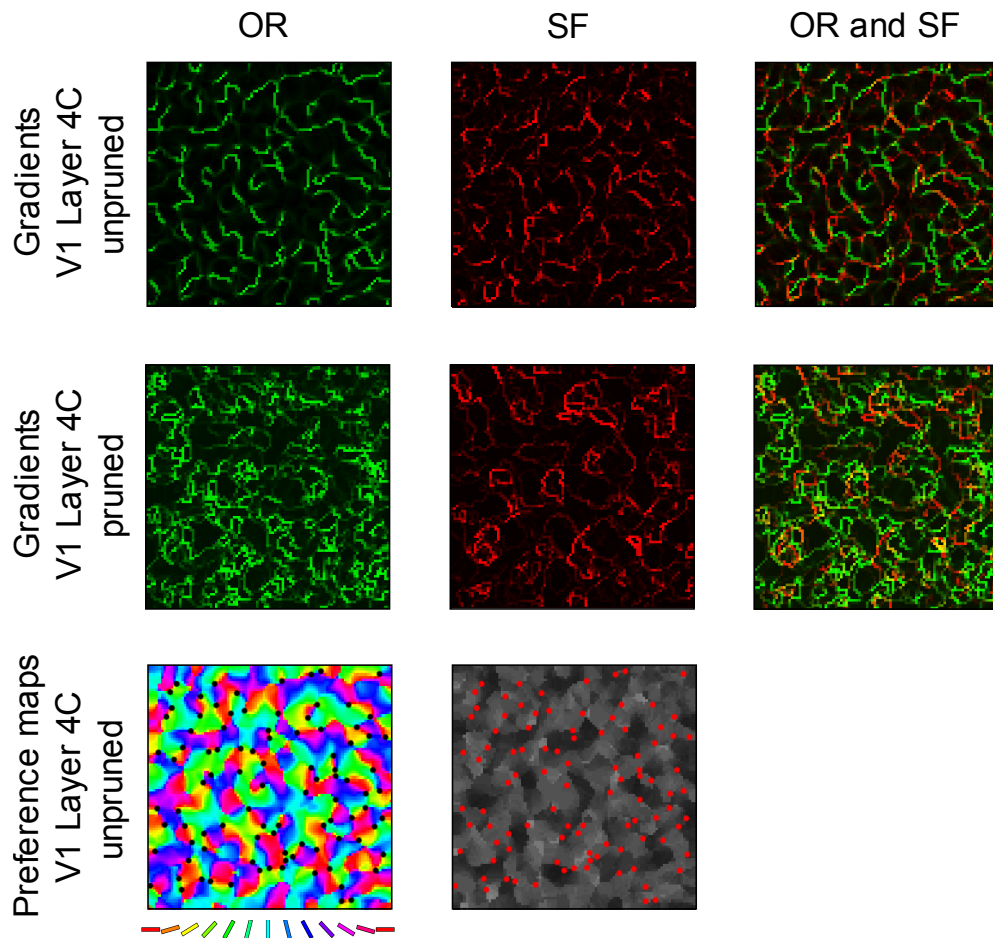 OR
SF
OR and SF
Gradients
V1 Layer 4C
unpruned
Gradients
V1 Layer 4C
pruned
Preference maps
V1 Layer 4C
unpruned